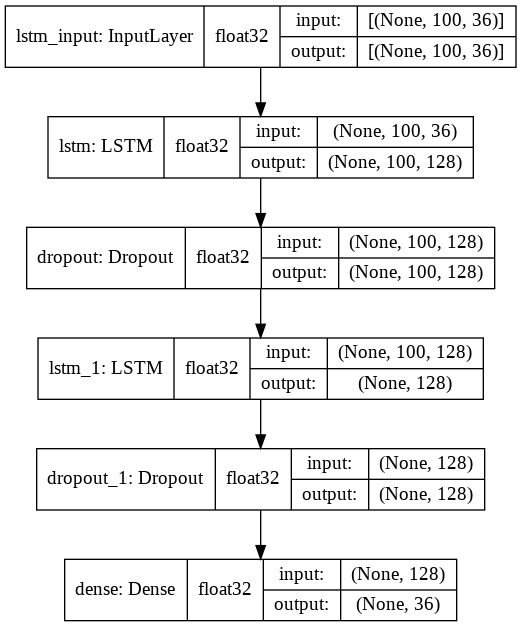 lstm_input: InputLayer float32 input: [(None, 100, 36)]
output: [(None, 100, 36)]
lstm: LSTM float32 input: (None, 100, 36)
output: (None, 100, 128)
dropout: Dropout float32 input: (None, 100, 128)
output: (None, 100, 128)
lstm_1: LSTM float32 input: (None, 100, 128)
output: (None, 128)
dropout_1: Dropout float32 input: (None, 128)
output: (None, 128)
dense: Dense float32 input: (None, 128)
output: (None, 36)